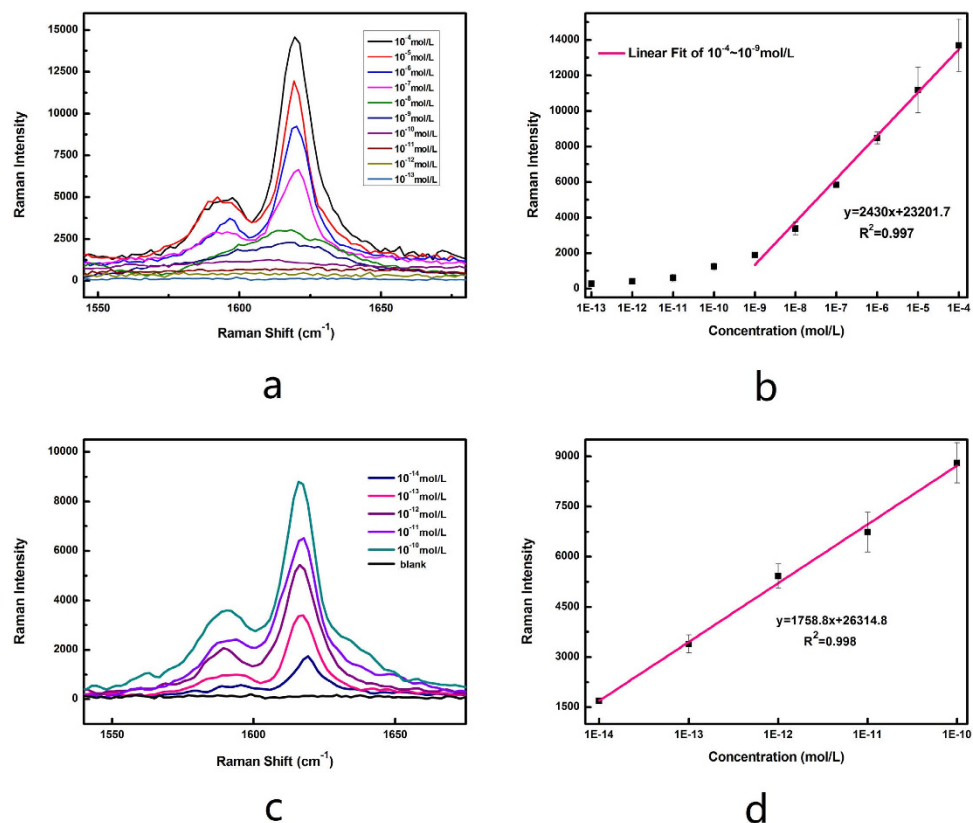 15000
12500
10000
7500
5000
2500
0
Raman Intensity
10⁻⁴mol/L
10⁻⁵mol/L
10⁻⁶mol/L
10⁻⁷mol/L
10⁻⁸mol/L
10⁻⁹mol/L
10⁻¹⁰mol/L
10⁻¹¹mol/L
10⁻¹²mol/L
10⁻¹³mol/L
1550 1600 1650
Raman Shift (cm⁻¹)
a
14000
12000
10000
8000
6000
4000
2000
0
Raman Intensity
Linear Fit of 10⁻⁴~10⁻⁹mol/L
y=2430x+23201.7
R²=0.997
1E-13 1E-12 1E-11 1E-10 1E-9 1E-8 1E-7 1E-6 1E-5 1E-4
Concentration (mol/L)
b
10000
8000
6000
4000
2000
0
Raman Intensity
10⁻¹⁴mol/L
10⁻¹³mol/L
10⁻¹²mol/L
10⁻¹¹mol/L
10⁻¹⁰mol/L
blank
1550 1600 1650
Raman Shift (cm⁻¹)
c
9000
7500
6000
4500
3000
1500
Raman Intensity
y=1758.8x+26314.8
R²=0.998
1E-14 1E-13 1E-12 1E-11 1E-10
Concentration (mol/L)
d